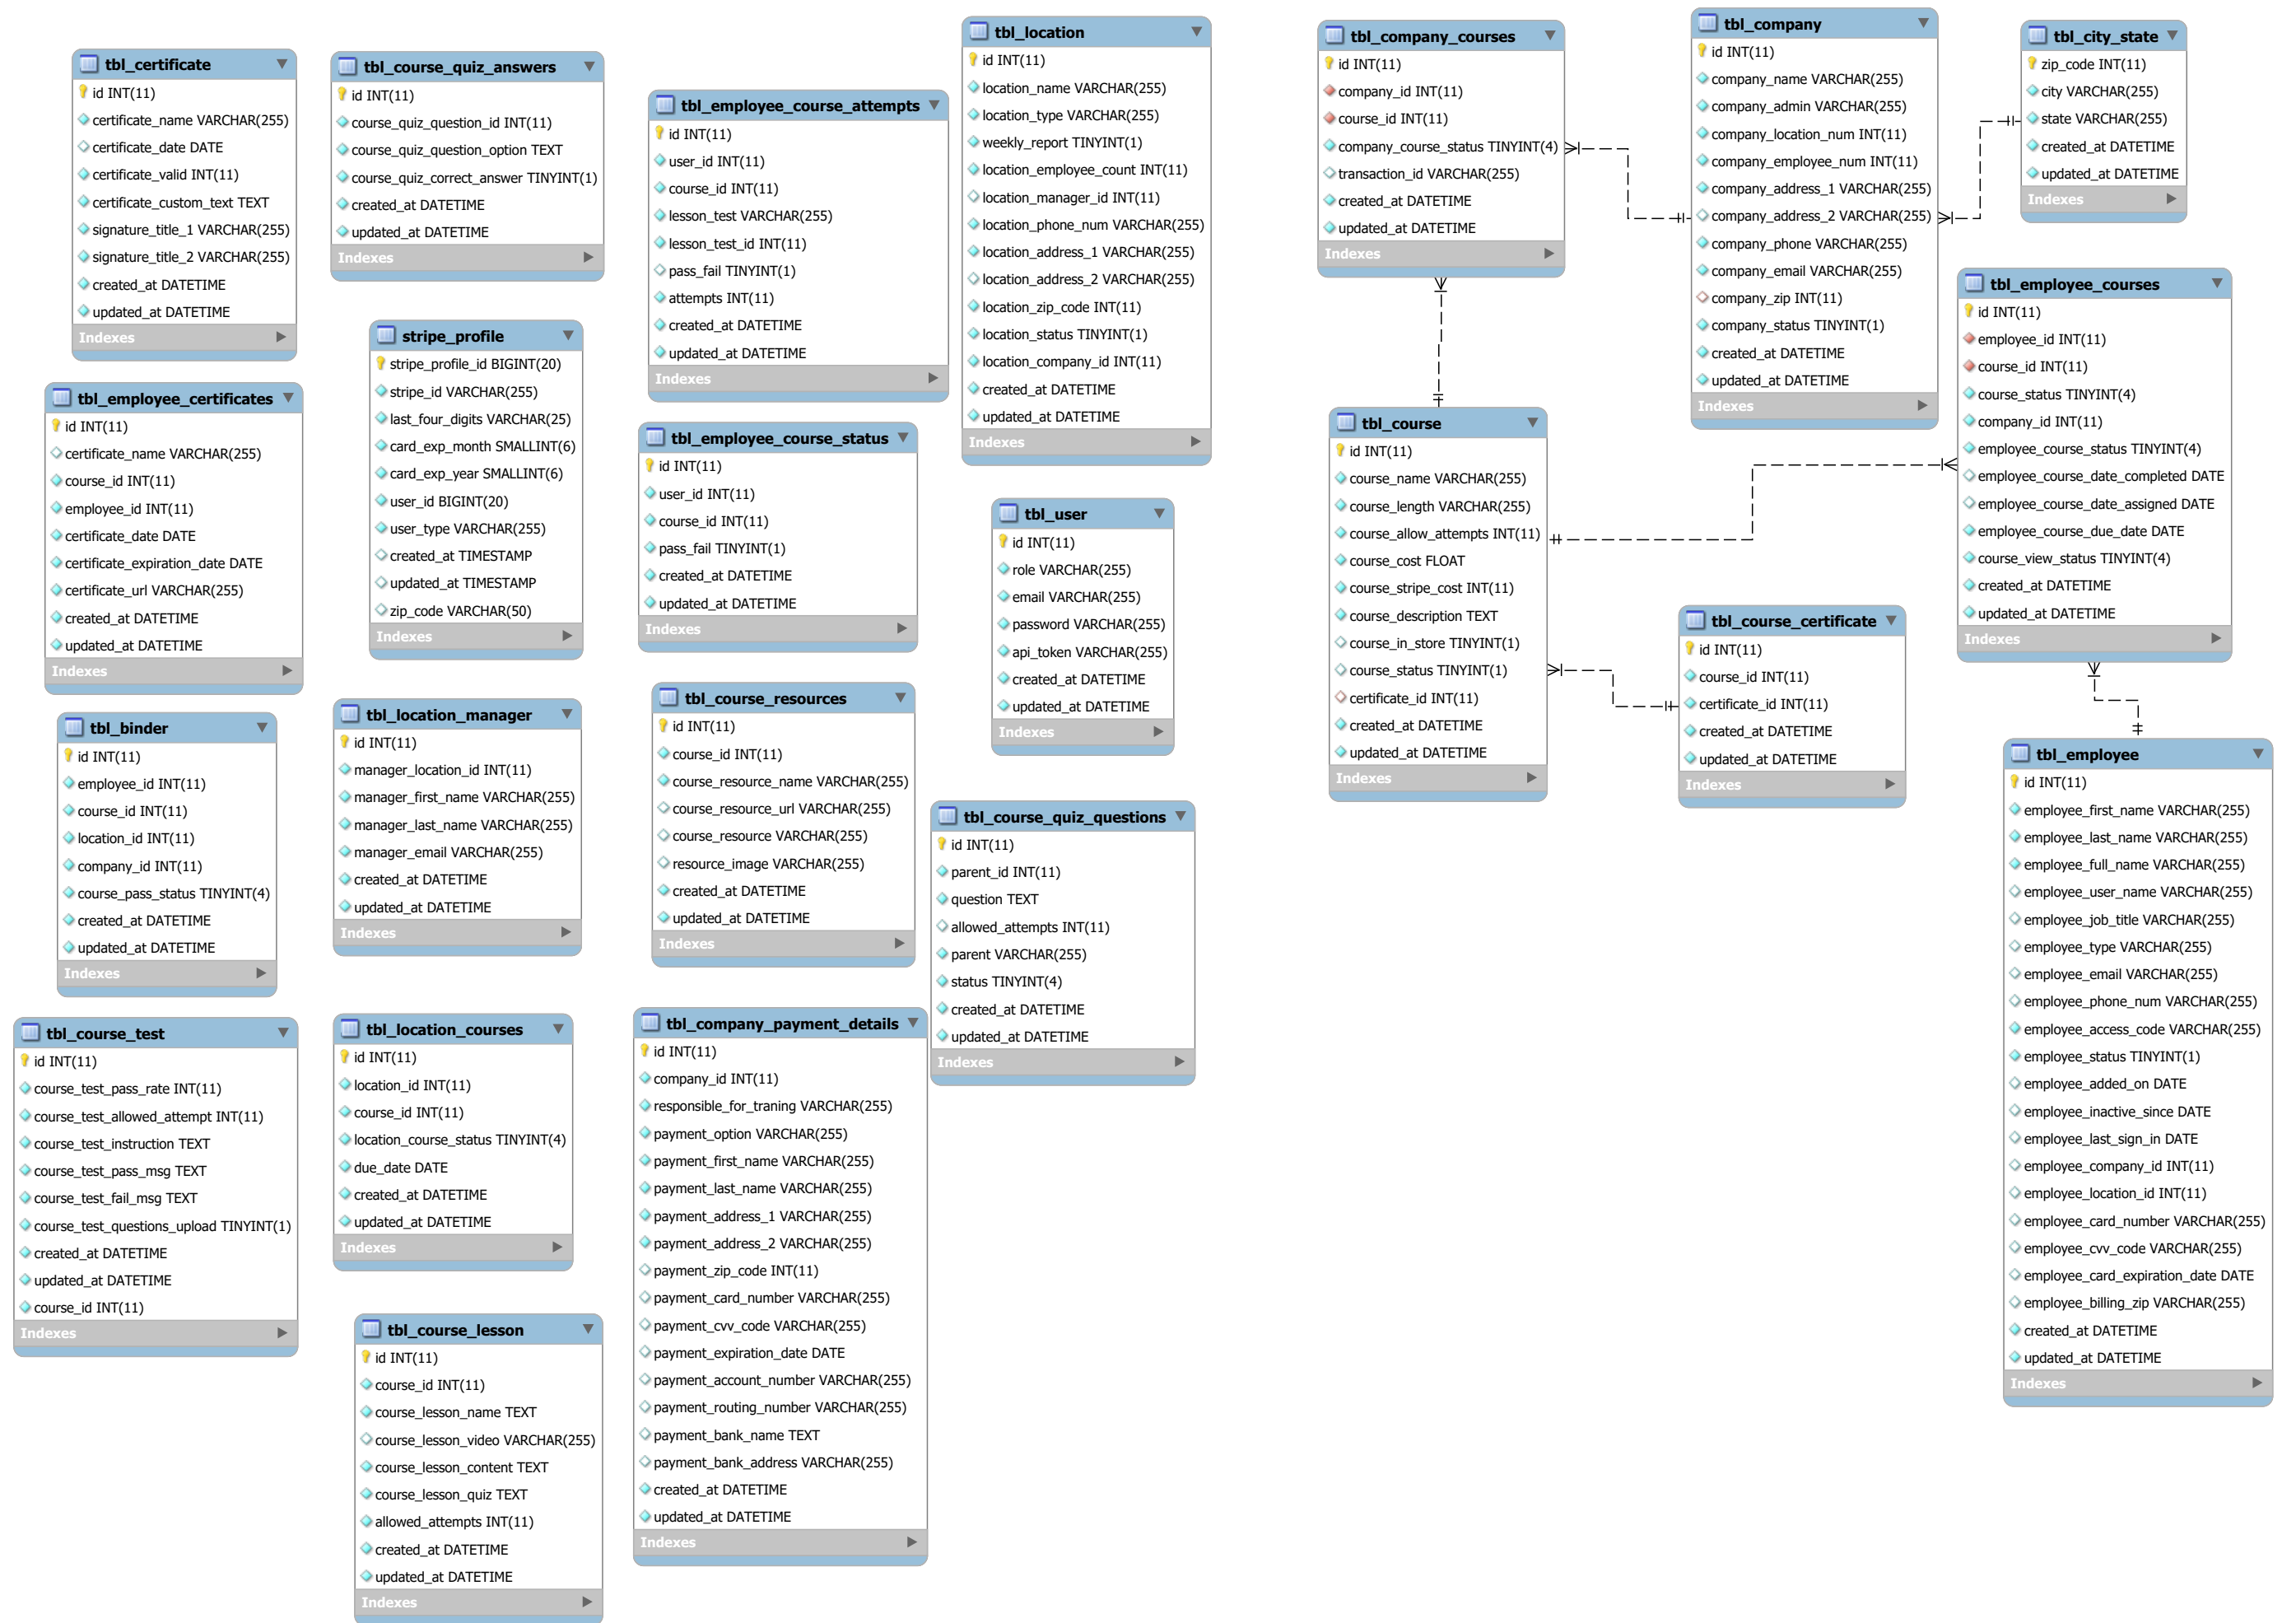 tbl_certificate
id INT(11)
certificate_name VARCHAR(255)
certificate_date DATE
certificate_valid INT(11)
certificate_custom_text TEXT
signature_title_1 VARCHAR(255)
signature_title_2 VARCHAR(255)
created_at DATETIME
updated_at DATETIME
Indexes
tbl_employee_certificates
id INT(11)
certificate_name VARCHAR(255)
course_id INT(11)
employee_id INT(11)
certificate_date DATE
certificate_expiration_date DATE
certificate_url VARCHAR(255)
created_at DATETIME
updated_at DATETIME
Indexes
tbl_binder
id INT(11)
employee_id INT(11)
course_id INT(11)
location_id INT(11)
company_id INT(11)
course_pass_status TINYINT(4)
created_at DATETIME
updated_at DATETIME
Indexes
tbl_course_test
id INT(11)
course_test_pass_rate INT(11)
course_test_allowed_attempt INT(11)
course_test_instruction TEXT
course_test_pass_msg TEXT
course_test_fail_msg TEXT
course_test_questions_upload TINYINT(1)
created_at DATETIME
updated_at DATETIME
course_id INT(11)
Indexes
tbl_course_quiz_answers
id INT(11)
course_quiz_question_id INT(11)
course_quiz_question_option TEXT
course_quiz_correct_answer TINYINT(1)
created_at DATETIME
updated_at DATETIME
Indexes
stripe_profile
stripe_profile_id BIGINT(20)
stripe_id VARCHAR(255)
last_four_digits VARCHAR(25)
card_exp_month SMALLINT(6)
card_exp_year SMALLINT(6)
user_id BIGINT(20)
user_type VARCHAR(255)
created_at TIMESTAMP
updated_at TIMESTAMP
zip_code VARCHAR(50)
Indexes
tbl_location_manager
id INT(11)
manager_location_id INT(11)
manager_first_name VARCHAR(255)
manager_last_name VARCHAR(255)
manager_email VARCHAR(255)
created_at DATETIME
updated_at DATETIME
Indexes
tbl_location_courses
id INT(11)
location_id INT(11)
course_id INT(11)
location_course_status TINYINT(4)
due_date DATE
created_at DATETIME
updated_at DATETIME
Indexes
tbl_course_lesson
id INT(11)
course_id INT(11)
course_lesson_name TEXT
course_lesson_video VARCHAR(255)
course_lesson_content TEXT
course_lesson_quiz TEXT
allowed_attempts INT(11)
created_at DATETIME
updated_at DATETIME
Indexes
tbl_employee_course_attempts
id INT(11)
user_id INT(11)
course_id INT(11)
lesson_test VARCHAR(255)
lesson_test_id INT(11)
pass_fail TINYINT(1)
attempts INT(11)
created_at DATETIME
updated_at DATETIME
Indexes
tbl_employee_course_status
id INT(11)
user_id INT(11)
course_id INT(11)
pass_fail TINYINT(1)
created_at DATETIME
updated_at DATETIME
Indexes
tbl_course_resources
id INT(11)
course_id INT(11)
course_resource_name VARCHAR(255)
course_resource_url VARCHAR(255)
course_resource VARCHAR(255)
resource_image VARCHAR(255)
created_at DATETIME
updated_at DATETIME
Indexes
tbl_company_payment_details
id INT(11)
company_id INT(11)
responsible_for_traning VARCHAR(255)
payment_option VARCHAR(255)
payment_first_name VARCHAR(255)
payment_last_name VARCHAR(255)
payment_address_1 VARCHAR(255)
payment_address_2 VARCHAR(255)
payment_zip_code INT(11)
payment_card_number VARCHAR(255)
payment_cvv_code VARCHAR(255)
payment_expiration_date DATE
payment_account_number VARCHAR(255)
payment_routing_number VARCHAR(255)
payment_bank_name TEXT
payment_bank_address VARCHAR(255)
created_at DATETIME
updated_at DATETIME
Indexes
tbl_location
id INT(11)
location_name VARCHAR(255)
location_type VARCHAR(255)
weekly_report TINYINT(1)
location_employee_count INT(11)
location_manager_id INT(11)
location_phone_num VARCHAR(255)
location_address_1 VARCHAR(255)
location_address_2 VARCHAR(255)
location_zip_code INT(11)
location_status TINYINT(1)
location_company_id INT(11)
created_at DATETIME
updated_at DATETIME
Indexes
tbl_user
id INT(11)
role VARCHAR(255)
email VARCHAR(255)
password VARCHAR(255)
api_token VARCHAR(255)
created_at DATETIME
updated_at DATETIME
Indexes
tbl_course_quiz_questions
id INT(11)
parent_id INT(11)
question TEXT
allowed_attempts INT(11)
parent VARCHAR(255)
status TINYINT(4)
created_at DATETIME
updated_at DATETIME
Indexes
tbl_company_courses
id INT(11)
company_id INT(11)
course_id INT(11)
company_course_status TINYINT(4)
transaction_id VARCHAR(255)
created_at DATETIME
updated_at DATETIME
Indexes
tbl_course
id INT(11)
course_name VARCHAR(255)
course_length VARCHAR(255)
course_allow_attempts INT(11)
course_cost FLOAT
course_stripe_cost INT(11)
course_description TEXT
course_in_store TINYINT(1)
course_status TINYINT(1)
certificate_id INT(11)
created_at DATETIME
updated_at DATETIME
Indexes
tbl_company
id INT(11)
company_name VARCHAR(255)
company_admin VARCHAR(255)
company_location_num INT(11)
company_employee_num INT(11)
company_address_1 VARCHAR(255)
company_address_2 VARCHAR(255)
company_phone VARCHAR(255)
company_email VARCHAR(255)
company_zip INT(11)
company_status TINYINT(1)
created_at DATETIME
updated_at DATETIME
Indexes
tbl_course_certificate
id INT(11)
course_id INT(11)
certificate_id INT(11)
created_at DATETIME
updated_at DATETIME
Indexes
tbl_city_state
zip_code INT(11)
city VARCHAR(255)
state VARCHAR(255)
created_at DATETIME
updated_at DATETIME
Indexes
tbl_employee_courses
id INT(11)
employee_id INT(11)
course_id INT(11)
course_status TINYINT(4)
company_id INT(11)
employee_course_status TINYINT(4)
employee_course_date_completed DATE
employee_course_date_assigned DATE
employee_course_due_date DATE
course_view_status TINYINT(4)
created_at DATETIME
updated_at DATETIME
Indexes
tbl_employee
id INT(11)
employee_first_name VARCHAR(255)
employee_last_name VARCHAR(255)
employee_full_name VARCHAR(255)
employee_user_name VARCHAR(255)
employee_job_title VARCHAR(255)
employee_type VARCHAR(255)
employee_email VARCHAR(255)
employee_phone_num VARCHAR(255)
employee_access_code VARCHAR(255)
employee_status TINYINT(1)
employee_added_on DATE
employee_inactive_since DATE
employee_last_sign_in DATE
employee_company_id INT(11)
employee_location_id INT(11)
employee_card_number VARCHAR(255)
employee_cvv_code VARCHAR(255)
employee_card_expiration_date DATE
employee_billing_zip VARCHAR(255)
created_at DATETIME
updated_at DATETIME
Indexes